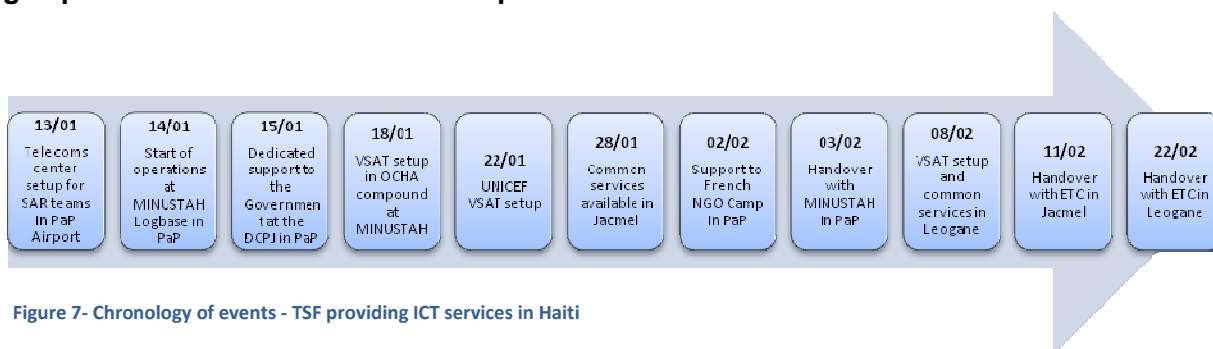 13/01
Telecoms
center
setup for
SAR teams
in PaP
Airport
14/01
Start of
operations
at
MINUSTAH
Logbase in
PaP
15/01
Dedicated
support to
the
Governmen
t at the
DCPJ in PaP
18/01
VSAT setup
in OCHA
compound
at
MINUSTAH
22/01
UNICEF
VSAT setup
28/01
Common
services
available in
Jacmel
02/02
Support to
French
NGO Camp
in PaP
03/02
Handover
with
MINUSTAH
in PaP
08/02
VSAT setup
and
common
services in
Leogane
11/02
Handover
with ETC in
Jacmel
22/02
Handover
with ETC in
Leogane
Figure 7- Chronology of events - TSF providing ICT services in Haiti